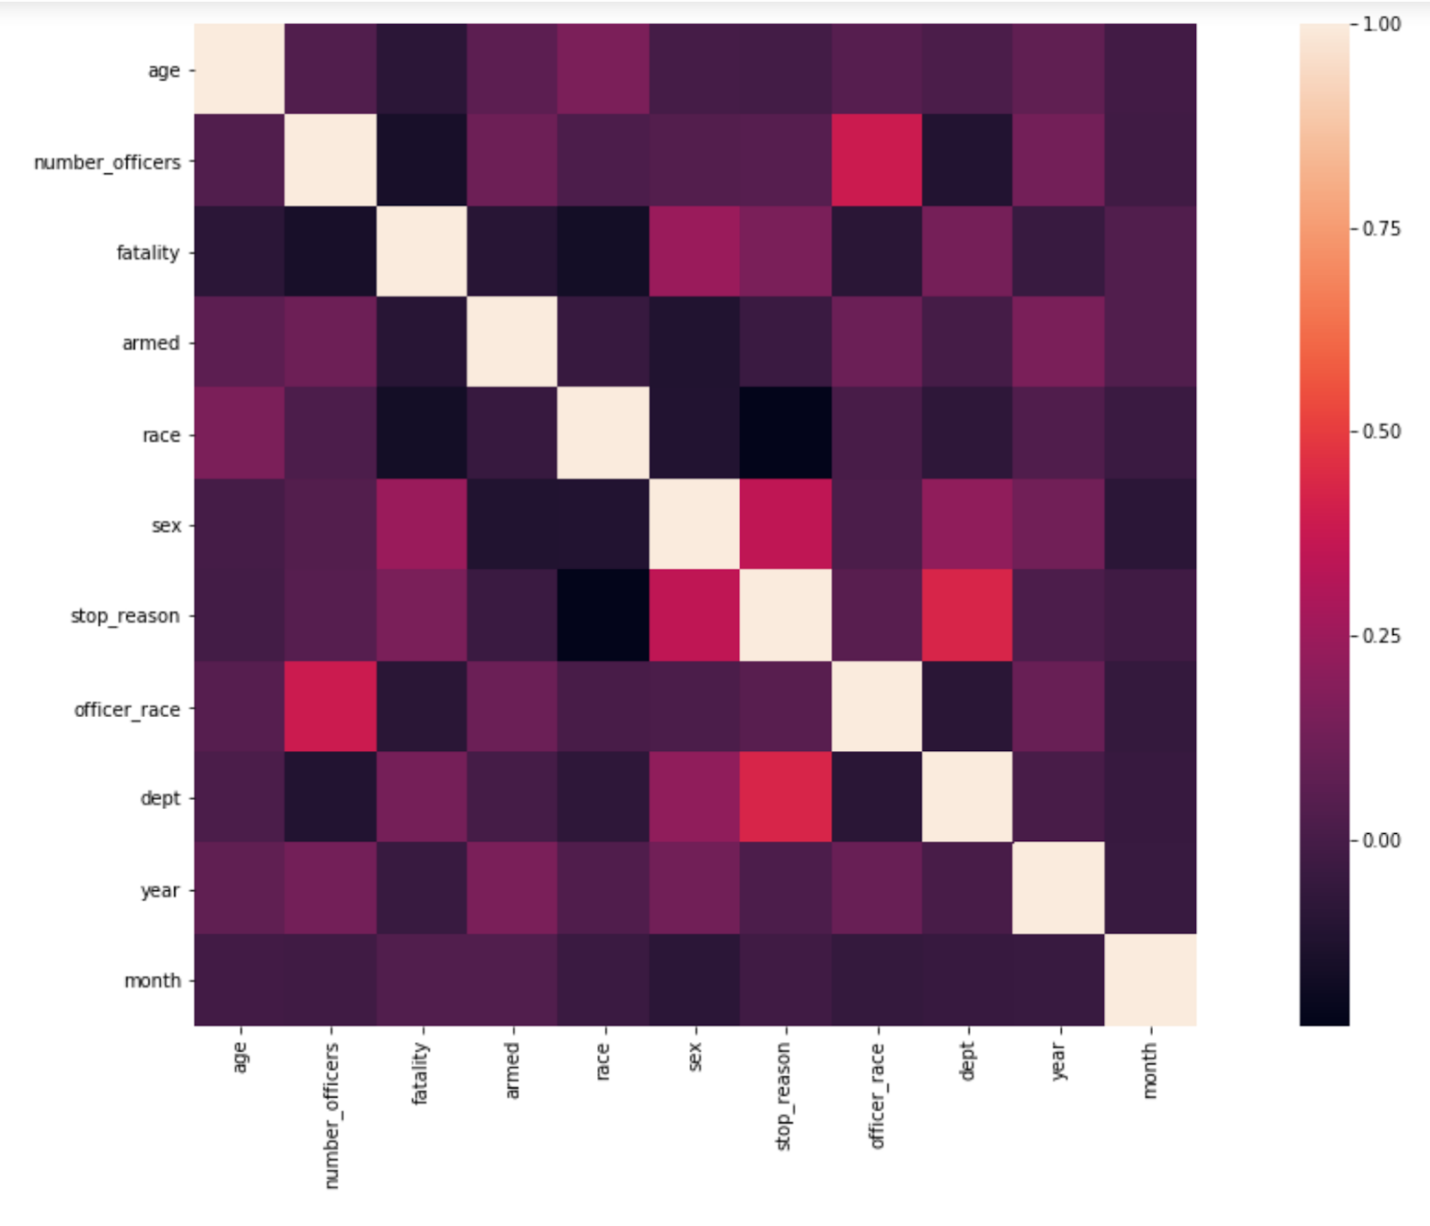 1.00
age
number_officers
0.75
fatality
armed
0.50
race
sex
stop_reason
0.25
officer_race
dept
0.00
year
month
age
number_officers
fatality
armed
race
sex
stop_reason
officer_race
dept
year
month